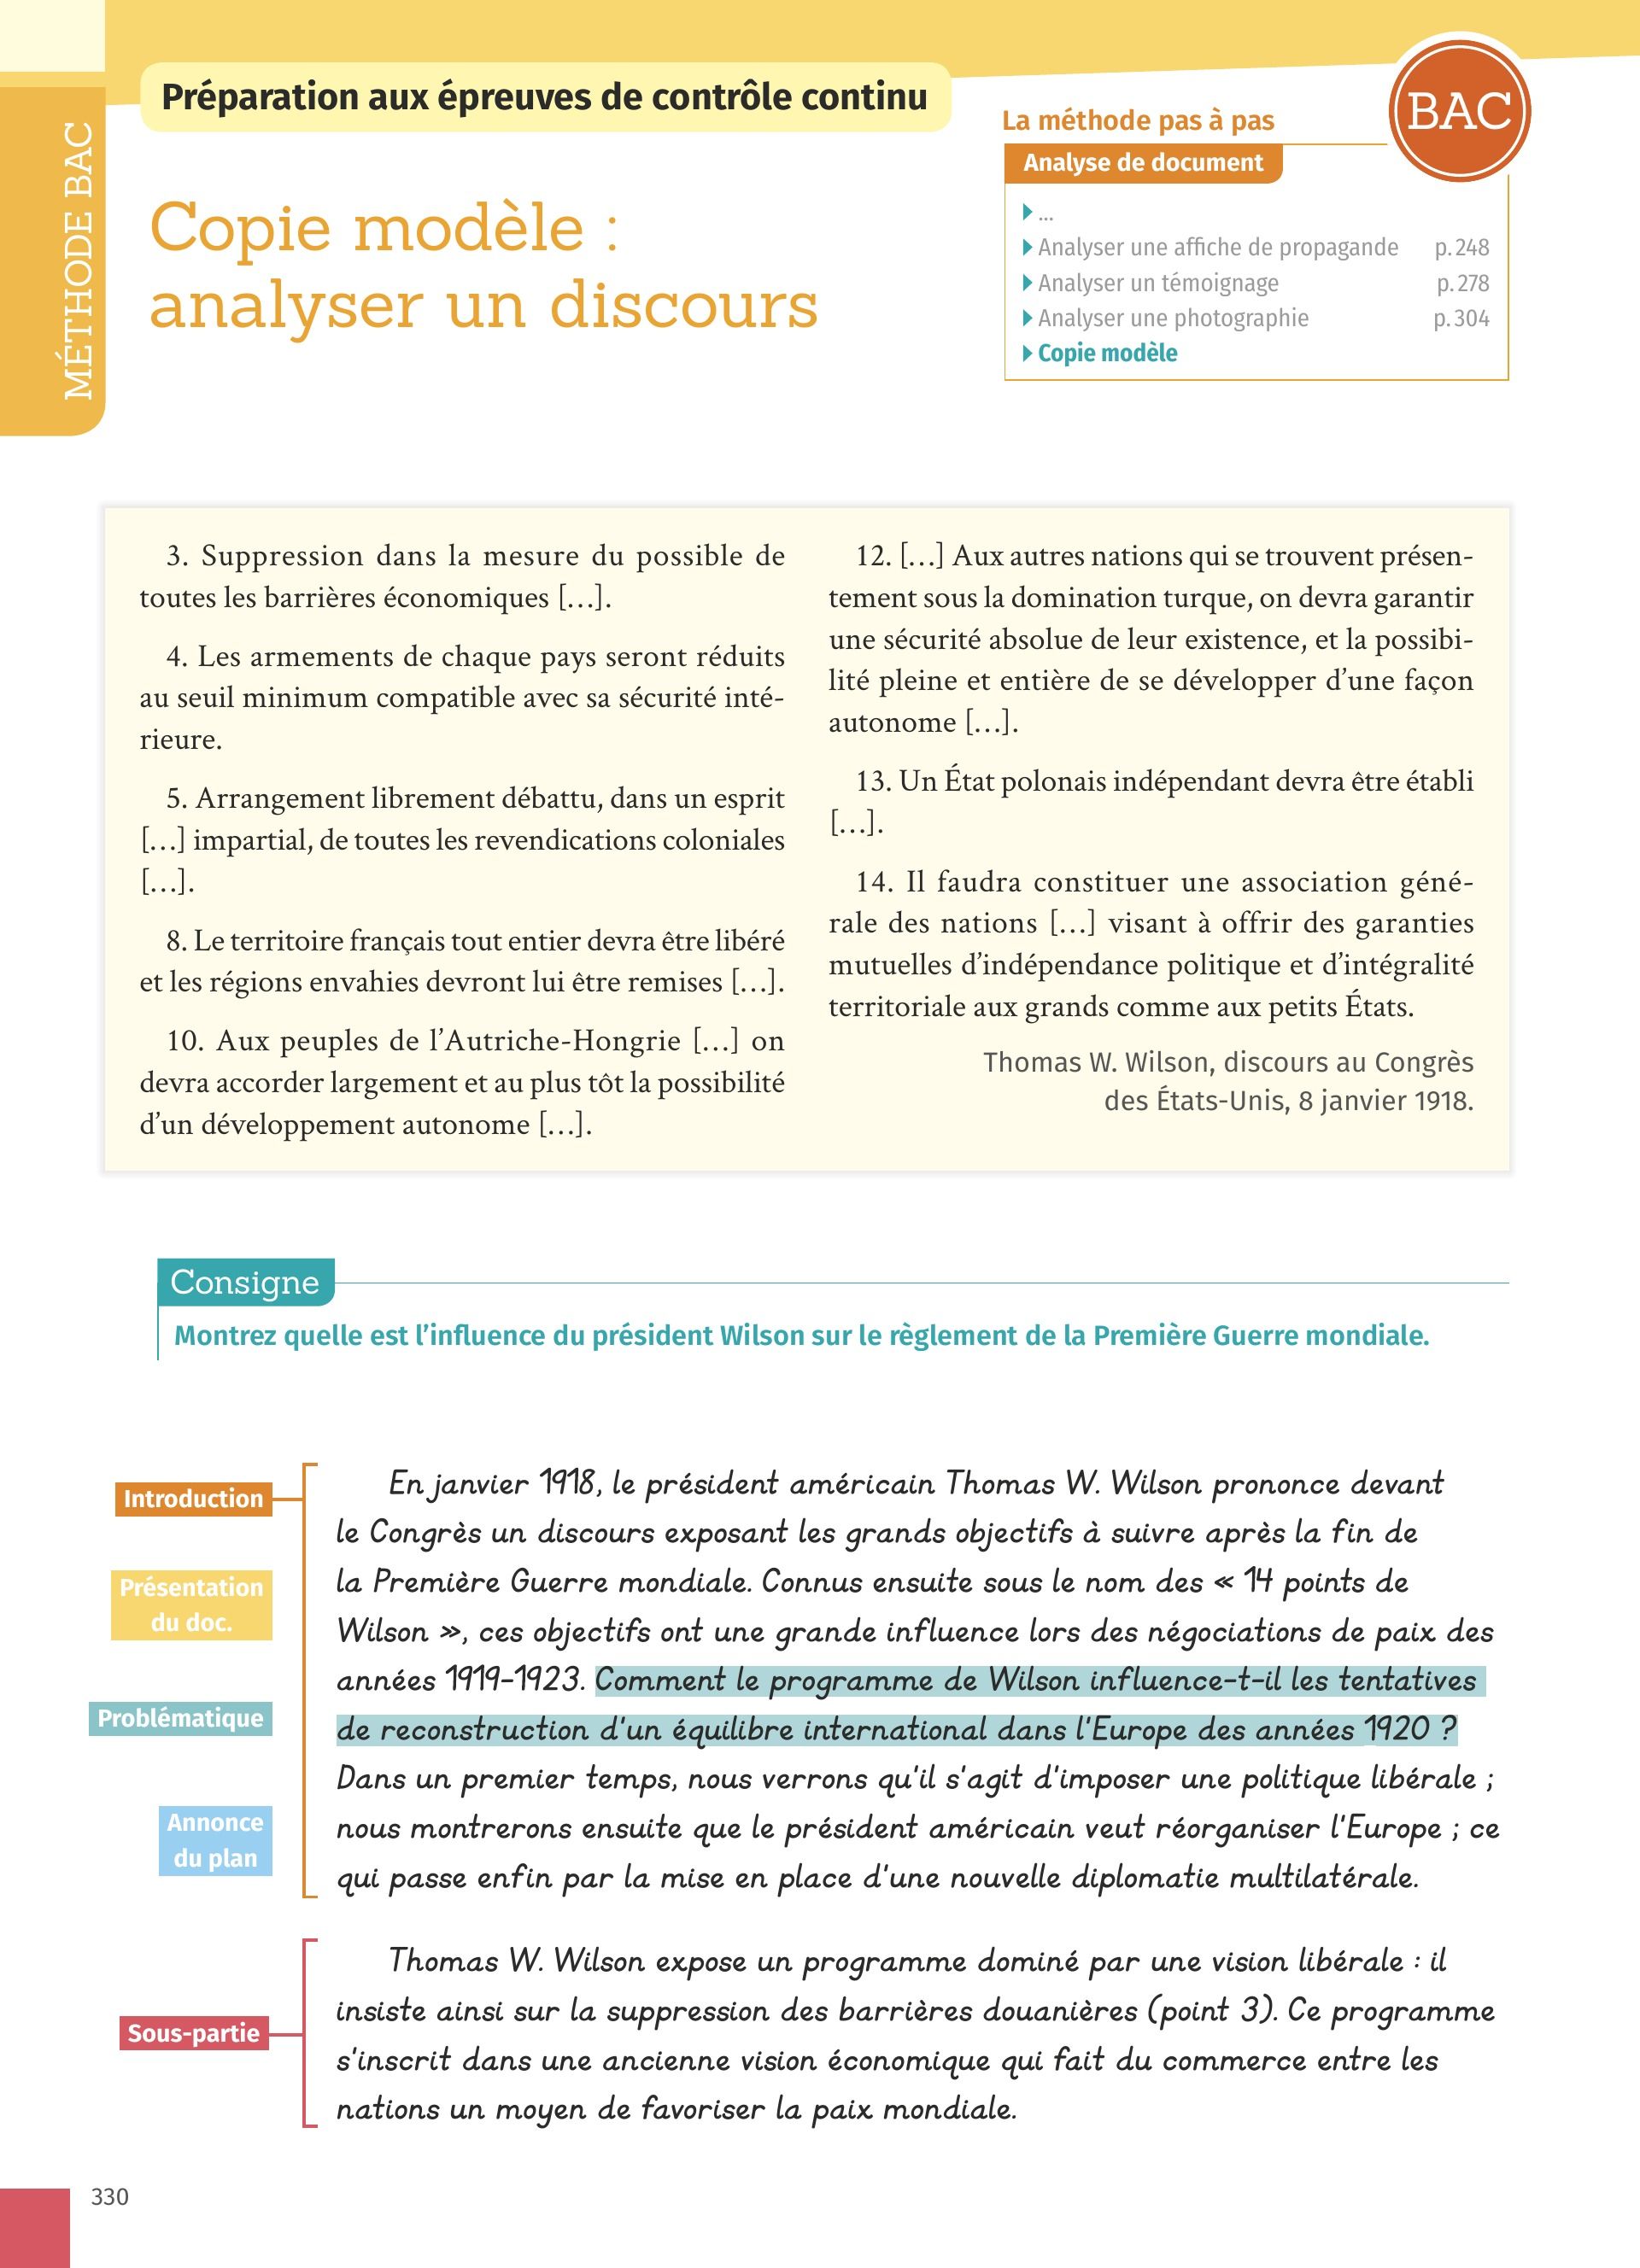 MÉTHODE BAC
Préparation aux épreuves de contrôle continu
Copie modèle :
analyser un discours
La méthode pas à pas
BAC
Analyse de document
...
Analyser une affiche de propagande p. 248
Analyser un témoignage p. 278
Analyser une photographie p. 304
Copie modèle
3. Suppression dans la mesure du possible de
toutes les barrières économiques […].
4. Les armements de chaque pays seront réduits
au seuil minimum compatible avec sa sécurité inté-
rieure.
5. Arrangement librement débattu, dans un esprit
[…] impartial, de toutes les revendications coloniales
[…].
8. Le territoire français tout entier devra être libéré
et les régions envahies devront lui être remises […].
10. Aux peuples de l’Autriche-Hongrie […] on
devra accorder largement et au plus tôt la possibilité
d’un développement autonome […].
12. […] Aux autres nations qui se trouvent présen-
tement sous la domination turque, on devra garantir
une sécurité absolue de leur existence, et la possibi-
lité pleine et entière de se développer d’une façon
autonome […].
13. Un État polonais indépendant devra être établi
[…].
14. Il faudra constituer une association géné-
rale des nations […] visant à offrir des garanties
mutuelles d’indépendance politique et d’intégralité
territoriale aux grands comme aux petits États.
Thomas W. Wilson, discours au Congrès
des États-Unis, 8 janvier 1918.
Consigne
Montrez quelle est l’influence du président Wilson sur le règlement de la Première Guerre mondiale.
Introduction
Présentation
du doc.
Problématique
Annonce
du plan
En janvier 1918, le président américain Thomas W. Wilson prononce devant
le Congrès un discours exposant les grands objectifs à suivre après la fin de
la Première Guerre mondiale. Connus ensuite sous le nom des « 14 points de
Wilson », ces objectifs ont une grande influence lors des négociations de paix des
années 1919-1923. Comment le programme de Wilson influence-t-il les tentatives
de reconstruction d'un équilibre international dans l'Europe des années 1920 ?
Dans un premier temps, nous verrons qu'il s'agit d'imposer une politique libérale ;
nous montrerons ensuite que le président américain veut réorganiser l'Europe ; ce
qui passe enfin par la mise en place d'une nouvelle diplomatie multilatérale.
Sous-partie
Thomas W. Wilson expose un programme dominé par une vision libérale : il
insiste ainsi sur la suppression des barrières douanières (point 3). Ce programme
s'inscrit dans une ancienne vision économique qui fait du commerce entre les
nations un moyen de favoriser la paix mondiale.
330